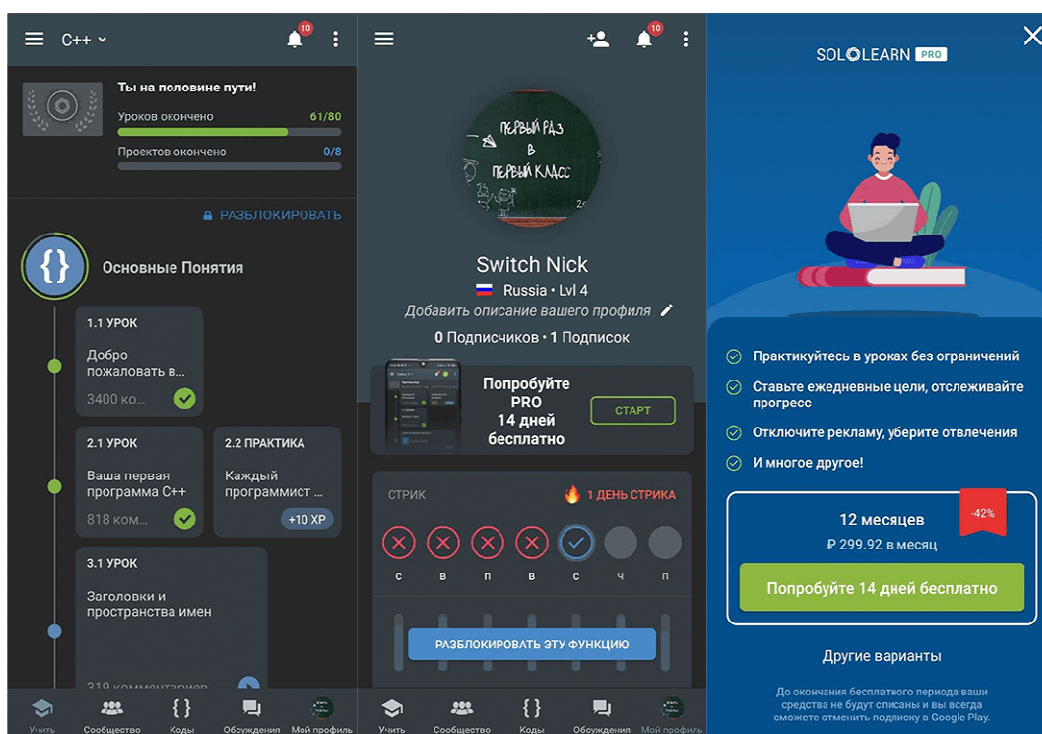 C++
10
Ты на половине пути!
Уроков окончено 61/80
Проектов окончено 0/8
РАЗБЛОКИРОВАТЬ
{} Основные Понятия
1.1 УРОК
Добро
пожаловать в...
3400 ко...
2.1 УРОК
Ваша первая
программа C++
818 ком...
2.2 ПРАКТИКА
Каждый
программист ...
+10 XP
3.1 УРОК
Заголовки и
пространства имен
319 комментариев
Учить Сообщество Коды Обсуждения Мой профиль
10
ПЕРВЫЙ РАЗ
В
ПЕРВЫЙ КЛАСС
Switch Nick
Russia • Lvl 4
Добавить описание вашего профиля
0 Подписчиков • 1 Подписок
Попробуйте
PRO
14 дней
бесплатно
СТАРТ
СТРИК 1 ДЕНЬ СТРИКА
с в п в с ч п
РАЗБЛОКИРОВАТЬ ЭТУ ФУНКЦИЮ
Учить Сообщество Коды Обсуждения Мой профиль
SOLOLEARN PRO
Практикуйтесь в уроках без ограничений
Ставьте ежедневные цели, отслеживайте
прогресс
Отключите рекламу, уберите отвлечения
И многое другое!
-42%
12 месяцев
₽ 299.92 в месяц
Попробуйте 14 дней бесплатно
Другие варианты
До окончания бесплатного периода ваши
средства не будут списаны и вы всегда
сможете отменить подписку в Google Play.